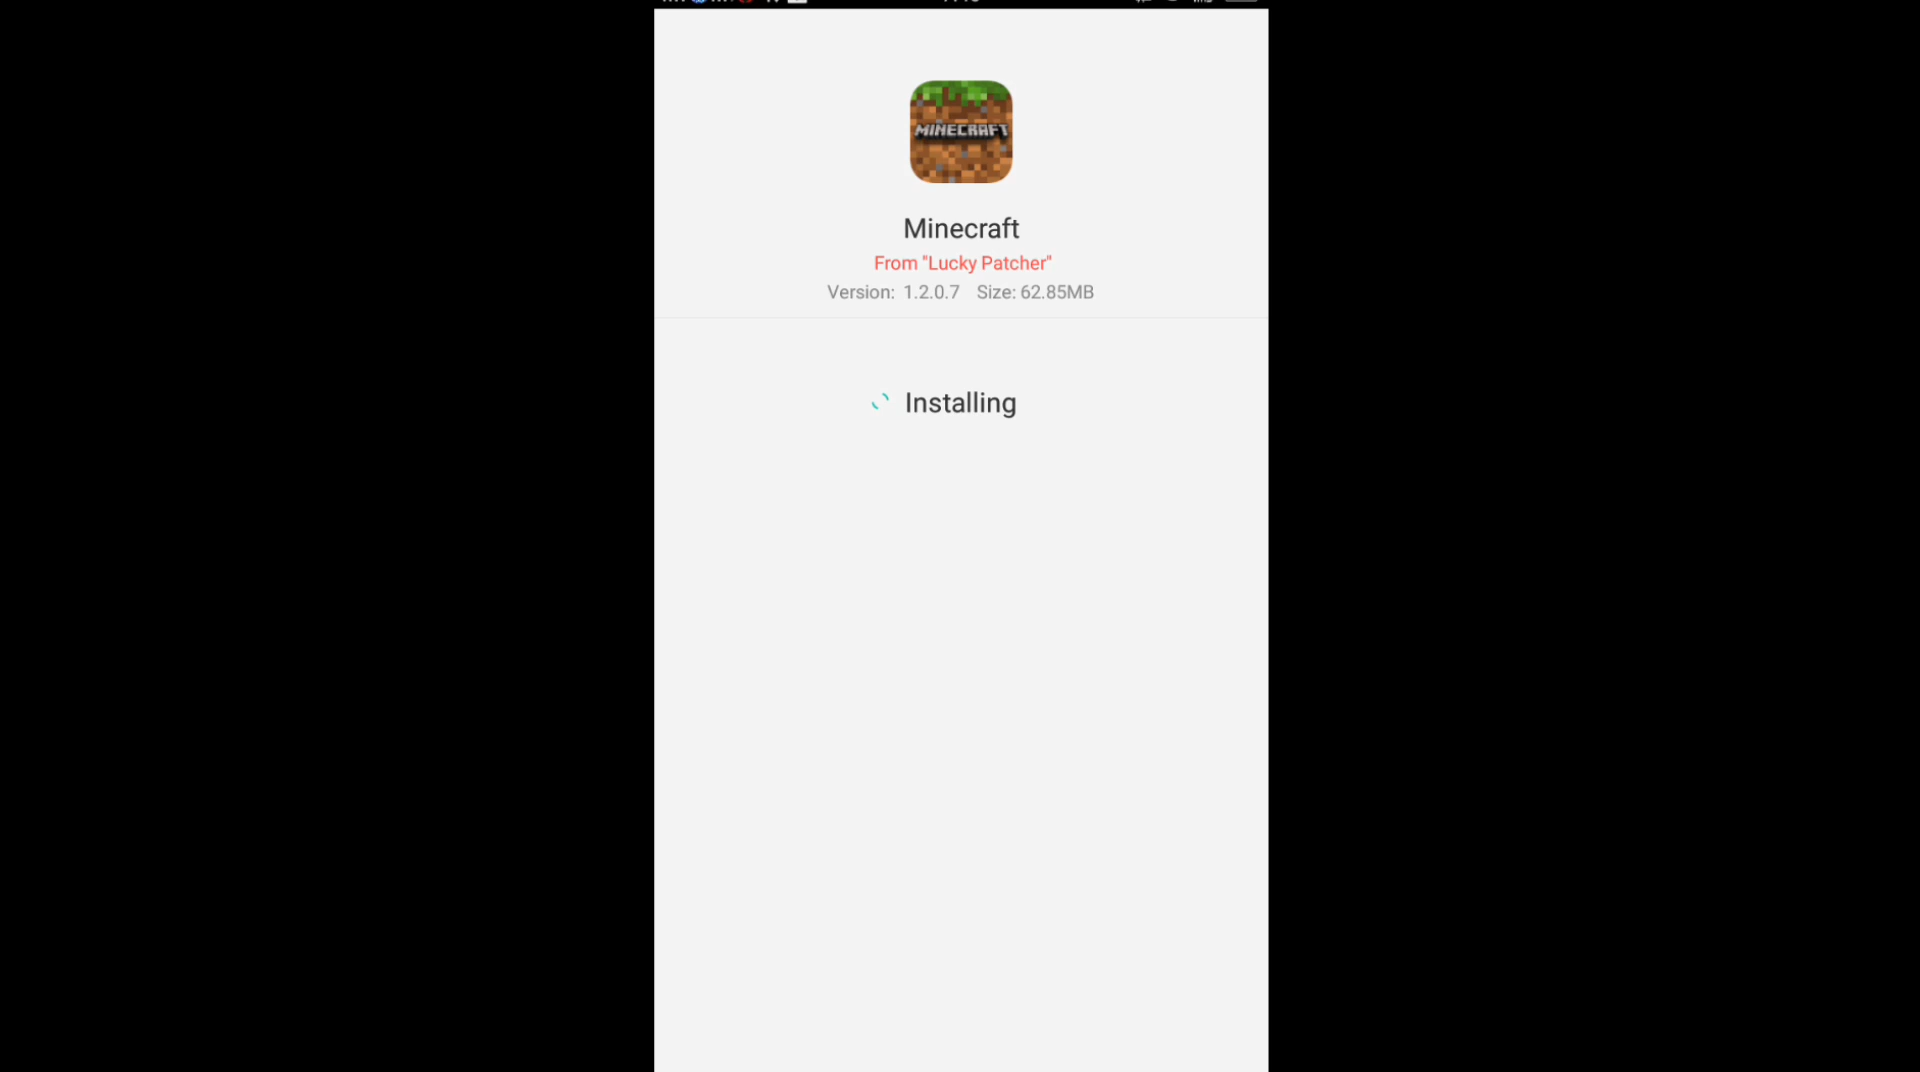 MINECRAFT
Minecraft
From "Lucky Patcher"
Version: 1.2.0.7 Size: 62.85MB
Installing